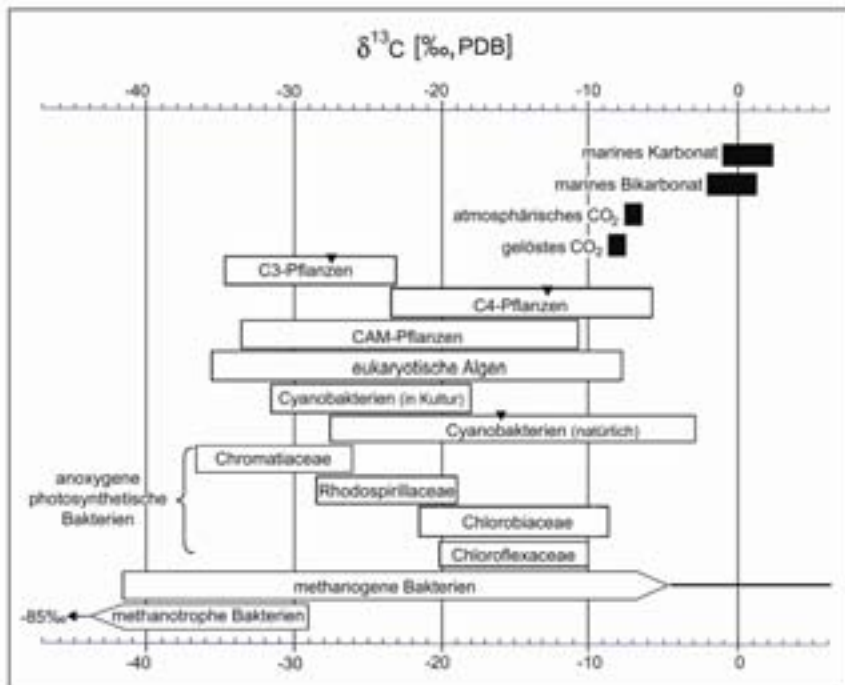 δ¹³C [‰, PDB]
-40 -30 -20 -10 0
marines Karbonat
marines Bikarbonat
atmosphärisches CO₂
gelöstes CO₂
C3-Pflanzen
C4-Pflanzen
CAM-Pflanzen
eukaryotische Algen
Cyanobakterien (in Kultur)
Cyanobakterien (natürlich)
Chromatiaceae
anoxygene
photosynthetische
Bakterien
Rhodospirillaceae
Chlorobiaceae
Chloroflexaceae
methanogene Bakterien
-85‰ methanotrophe Bakterien
-40 -30 -20 -10 0